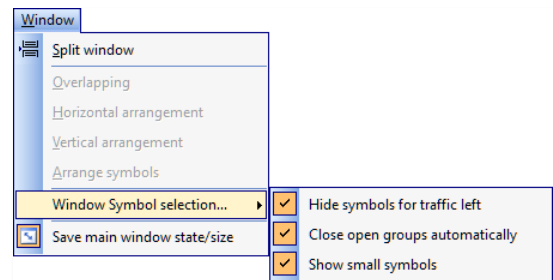 Window
Split window
Overlapping
Horizontal arrangement
Vertical arrangement
Arrange symbols
Window Symbol selection...
Save main window state/size
Hide symbols for traffic left
Close open groups automatically
Show small symbols